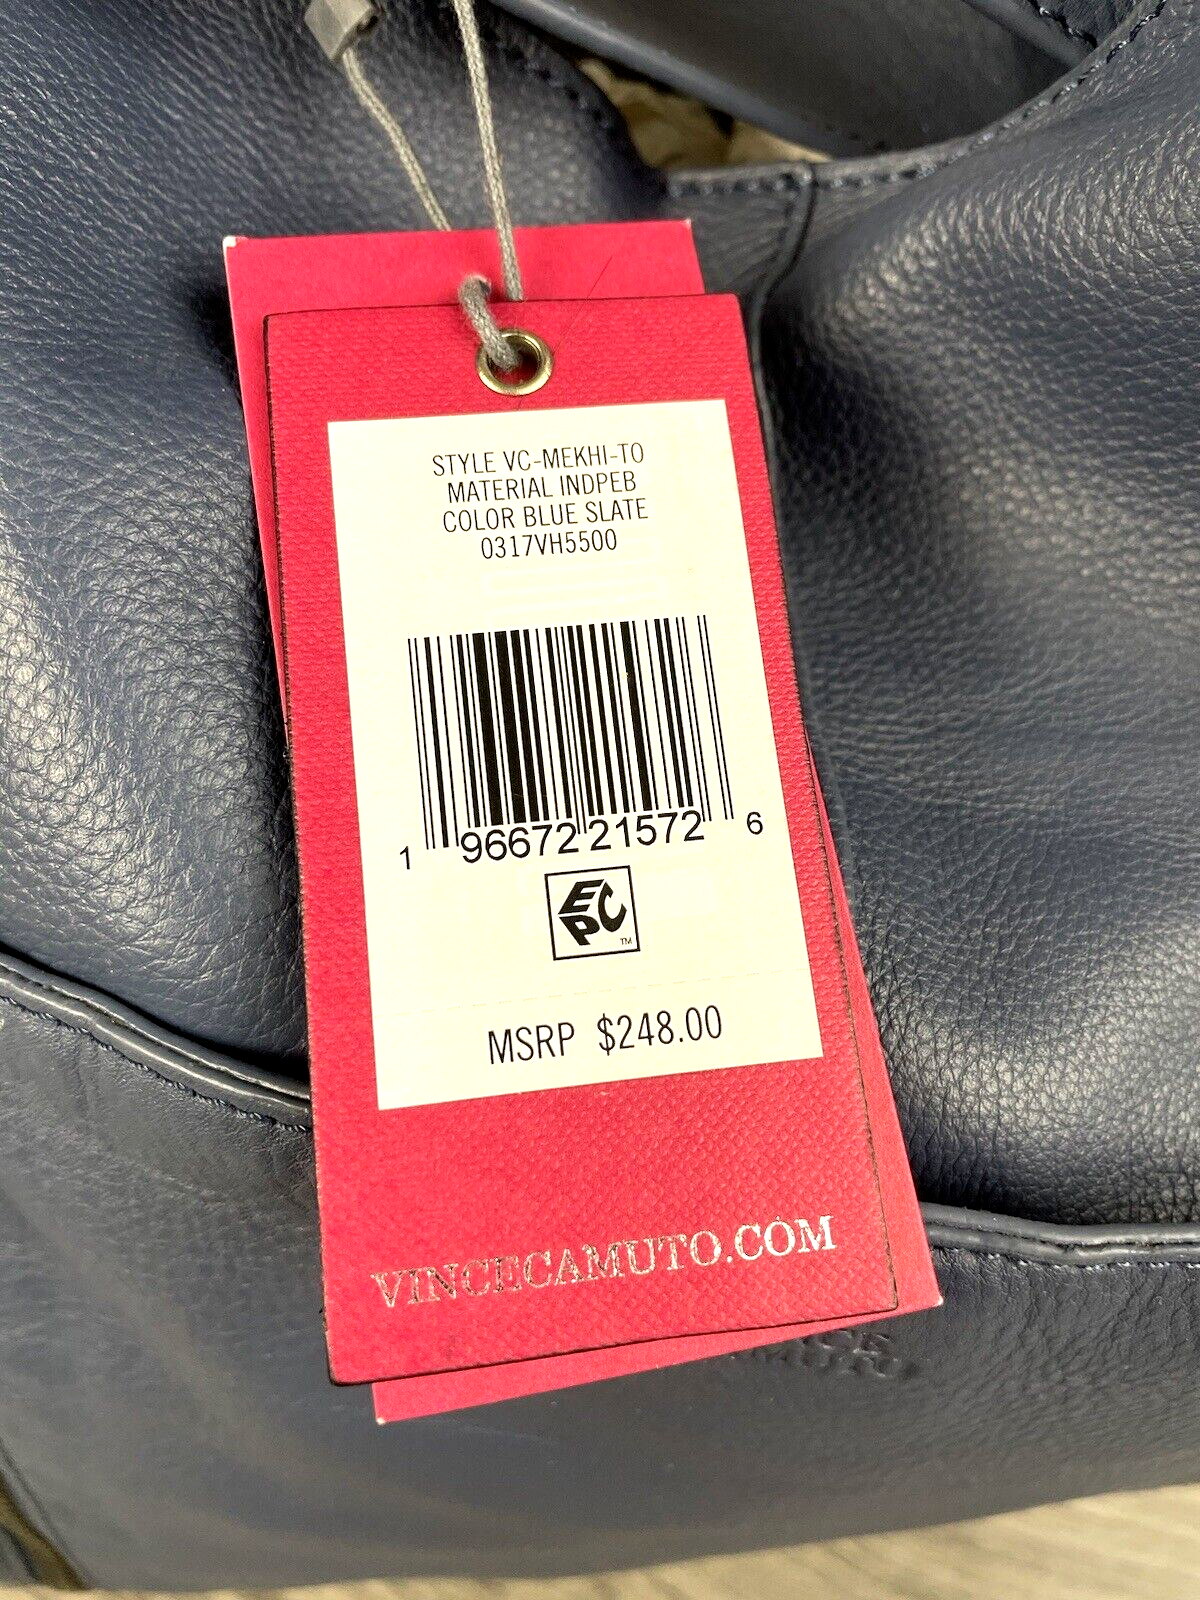 STYLE VC-MEKHI-TO
MATERIAL INDPEB
COLOR BLUE SLATE
0317VH5500
1 96672 21572 6
EPC™
MSRP $248.00
VINCECAMUTO.COM